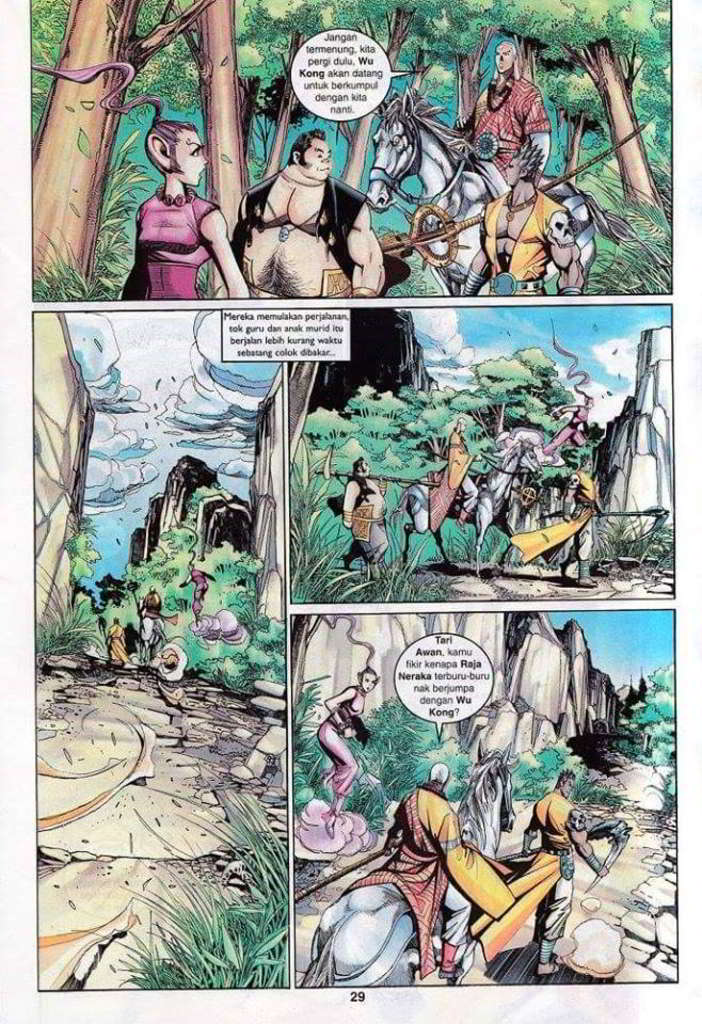 Jangan
termenung, kita
pergi dulu, Wu
Kong akan datang
untuk berkumpul
dengan kita
nanti.
Mereka memulakan perjalanan,
tok guru dan anak murid itu
berjalan lebih kurang waktu
sebatang colok dibakar...
Tari
Awan, kamu
fikir kenapa Raja
Neraka terburu-buru
nak berjumpa
dengan Wu
Kong?
29